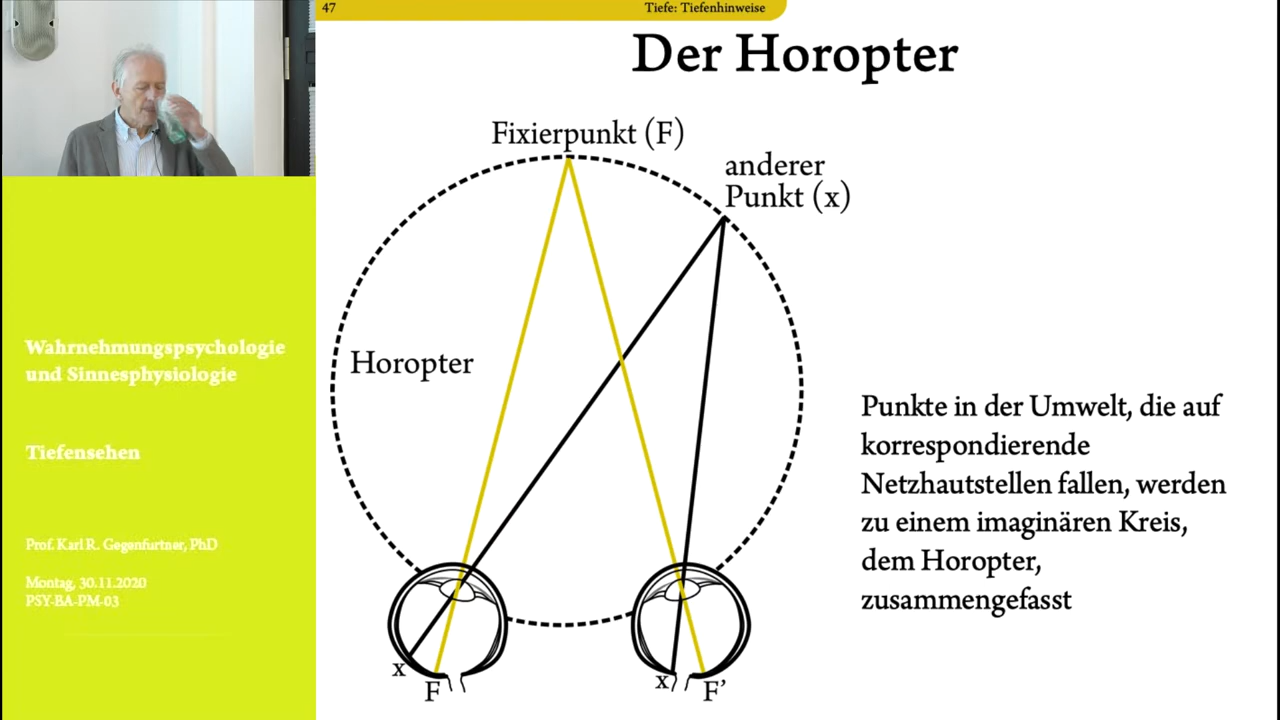 47
Tiefe: Tiefenhinweise
Der Horopter
Fixierpunkt (F)
anderer
Punkt (x)
Horopter
Punkte in der Umwelt, die auf
korrespondierende
Netzhautstellen fallen, werden
zu einem imaginären Kreis,
dem Horopter,
zusammengefasst
x
F
x'
F’
Wahrnehmungspsychologie
und Sinnesphysiologie
Tiefensehen
Prof. Karl R. Gegenfurtner, PhD
Montag, 30.11.2020
PSY-BA-PM-03